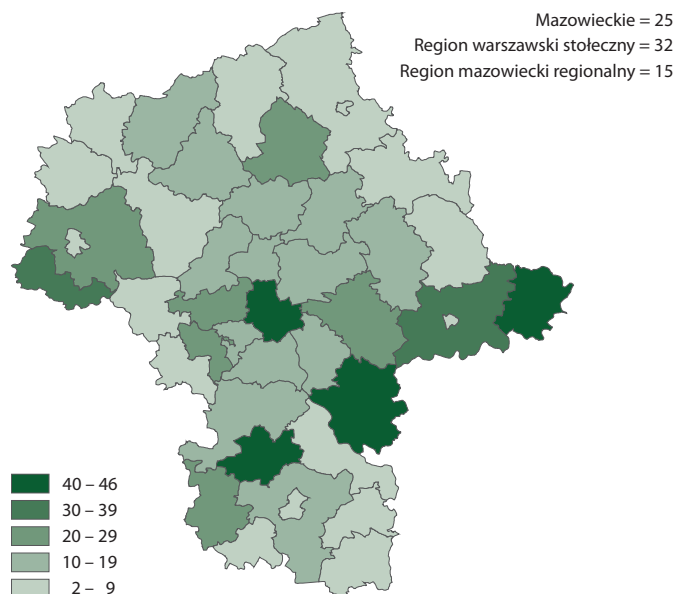 Mazowieckie = 25
Region warszawski stołeczny = 32
Region mazowiecki regionalny = 15
40 – 46
30 – 39
20 – 29
10 – 19
2 – 9